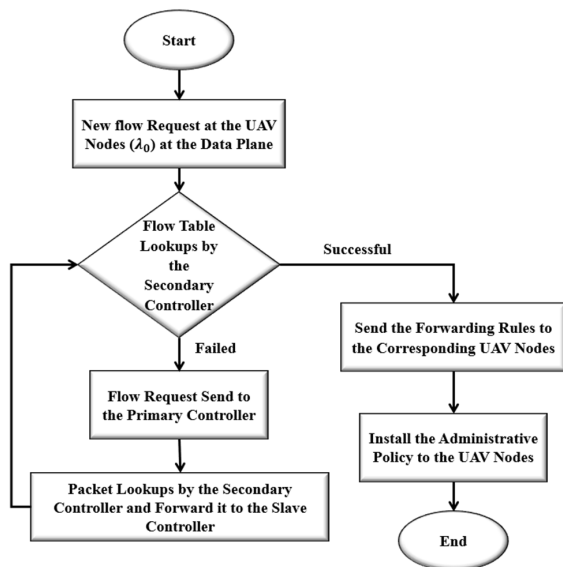 Start
New flow Request at the UAV
Nodes (λ₀) at the Data Plane
Flow Table
Lookups by
the
Secondary
Controller
Successful
Failed
Send the Forwarding Rules to
the Corresponding UAV Nodes
Flow Request Send to
the Primary Controller
Install the Administrative
Policy to the UAV Nodes
Packet Lookups by the Secondary
Controller and Forward it to the Slave
Controller
End